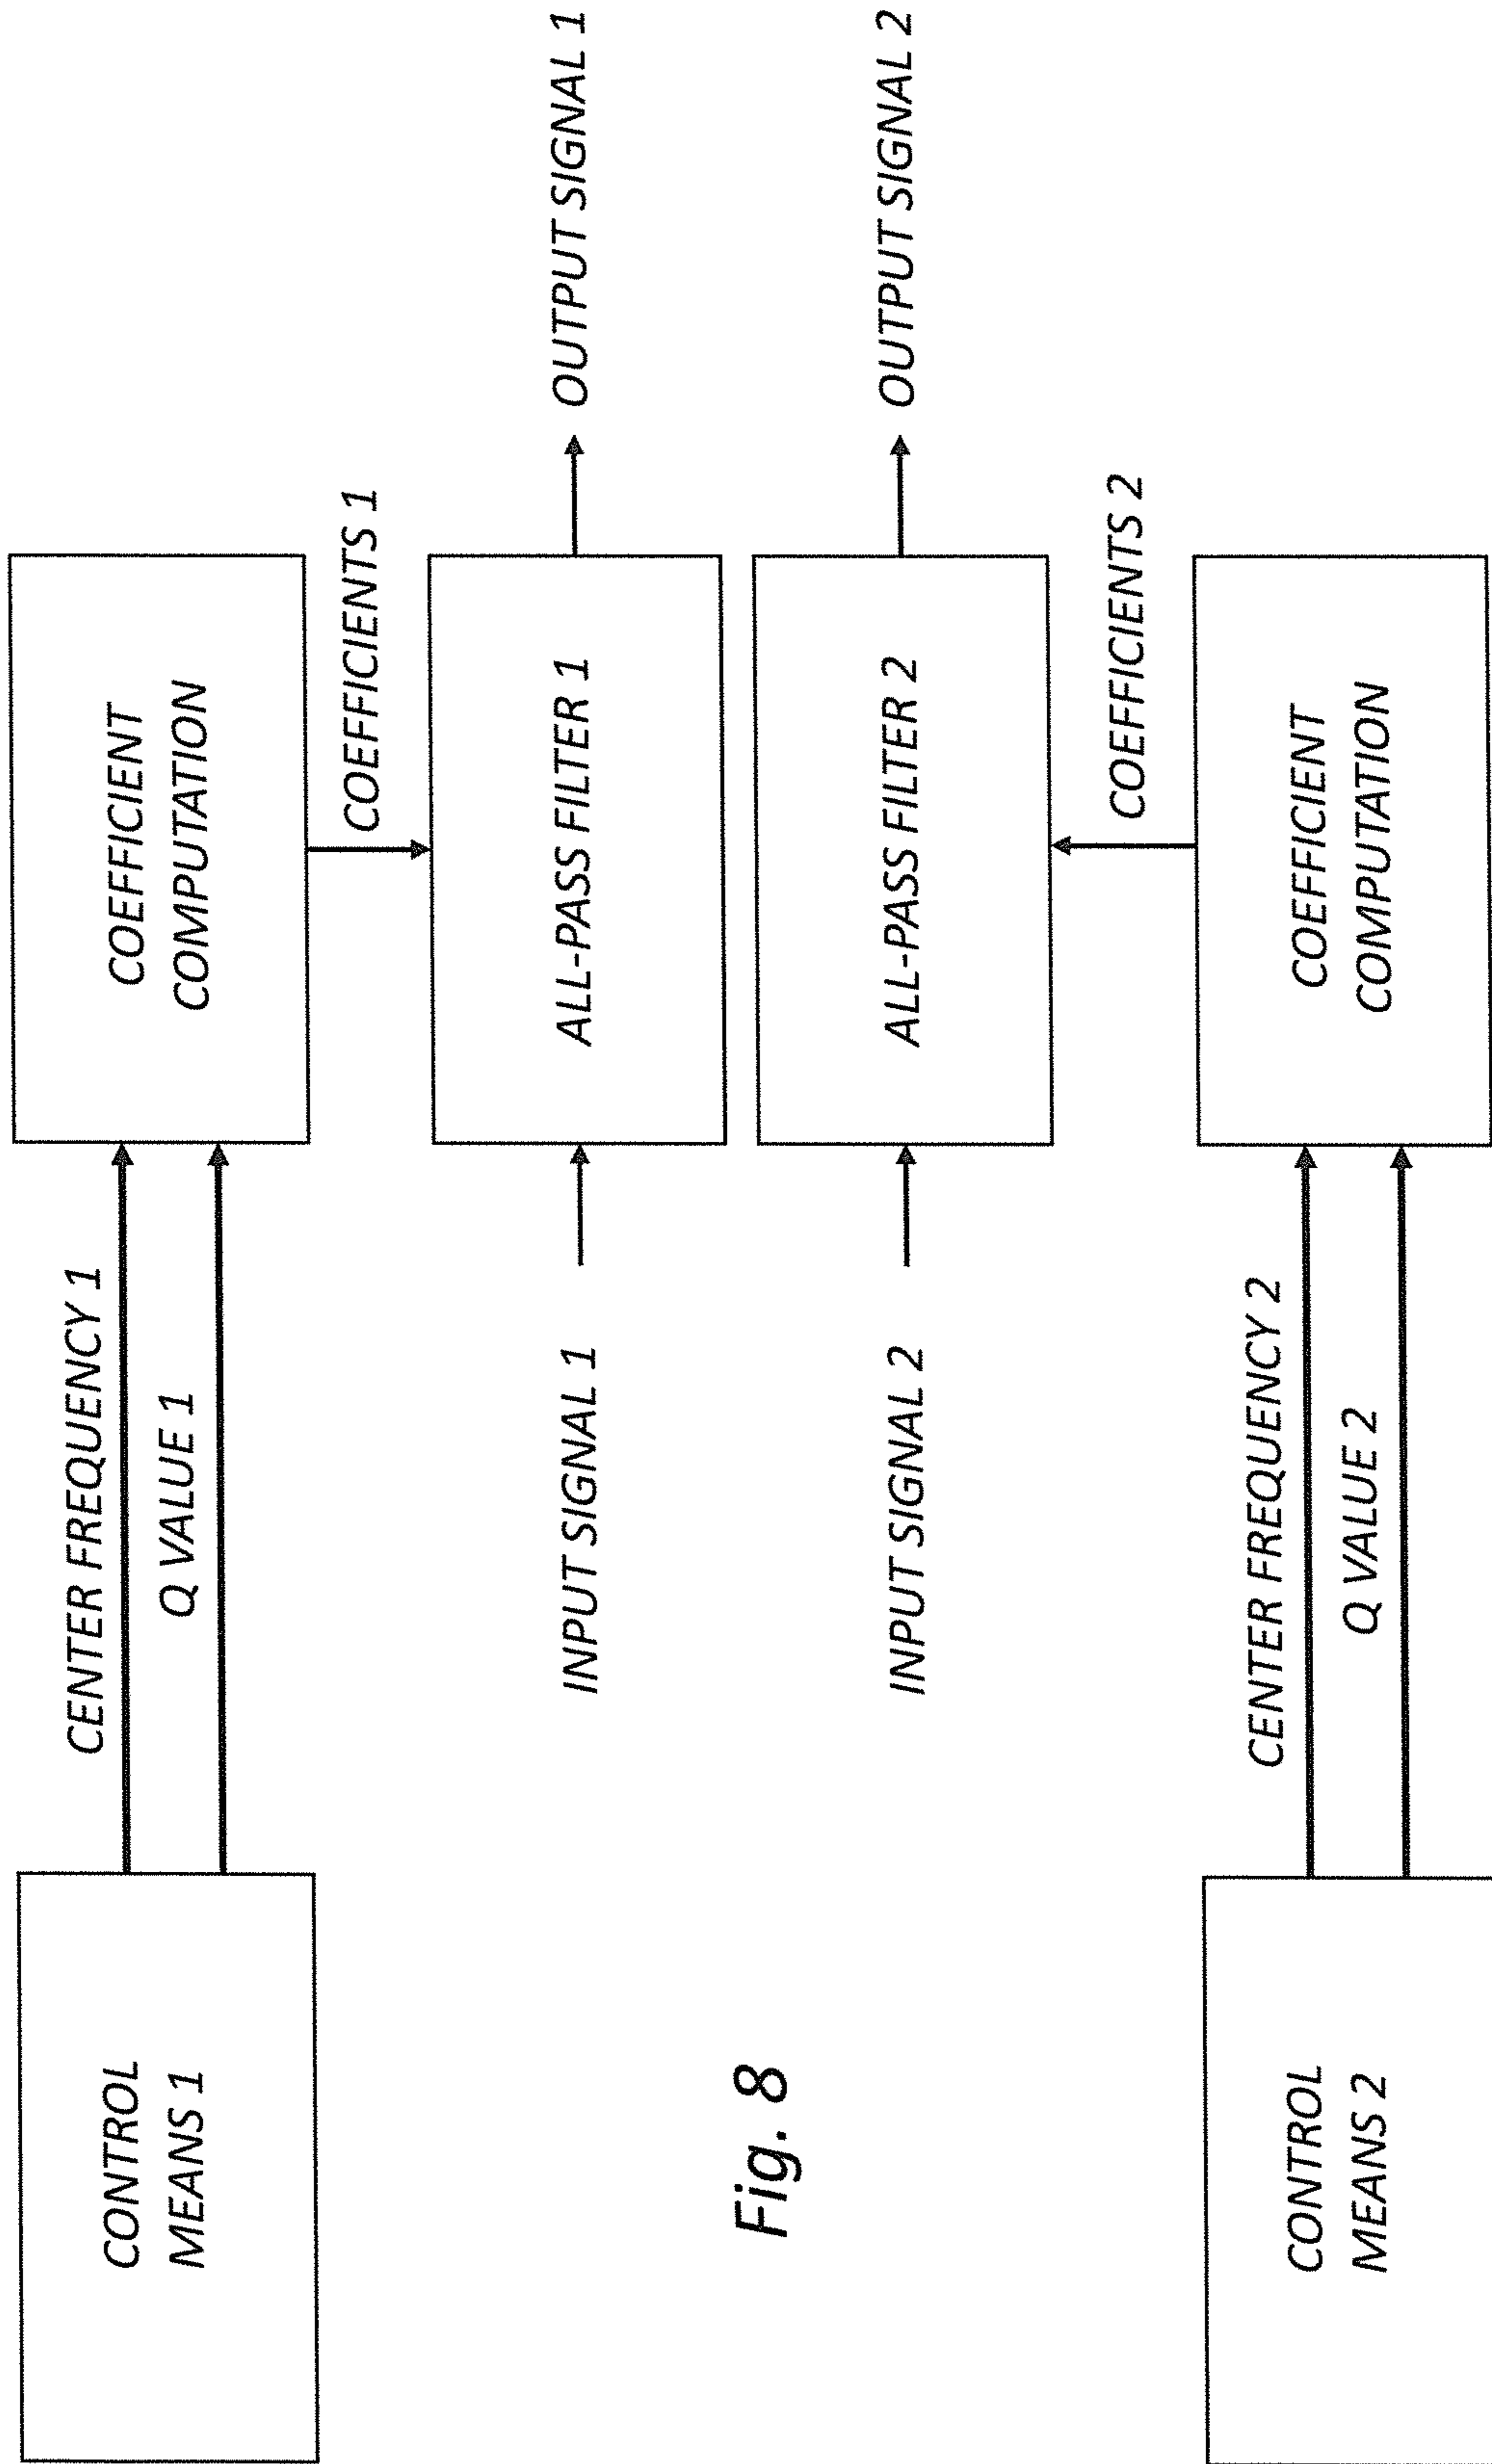 CONTROL
MEANS 1
CENTER FREQUENCY 1
Q VALUE 1
COEFFICIENT
COMPUTATION
COEFFICIENTS 1
INPUT SIGNAL 1
ALL-PASS FILTER 1
OUTPUT SIGNAL 1
Fig. 8
INPUT SIGNAL 2
ALL-PASS FILTER 2
OUTPUT SIGNAL 2
COEFFICIENTS 2
CONTROL
MEANS 2
CENTER FREQUENCY 2
Q VALUE 2
COEFFICIENT
COMPUTATION